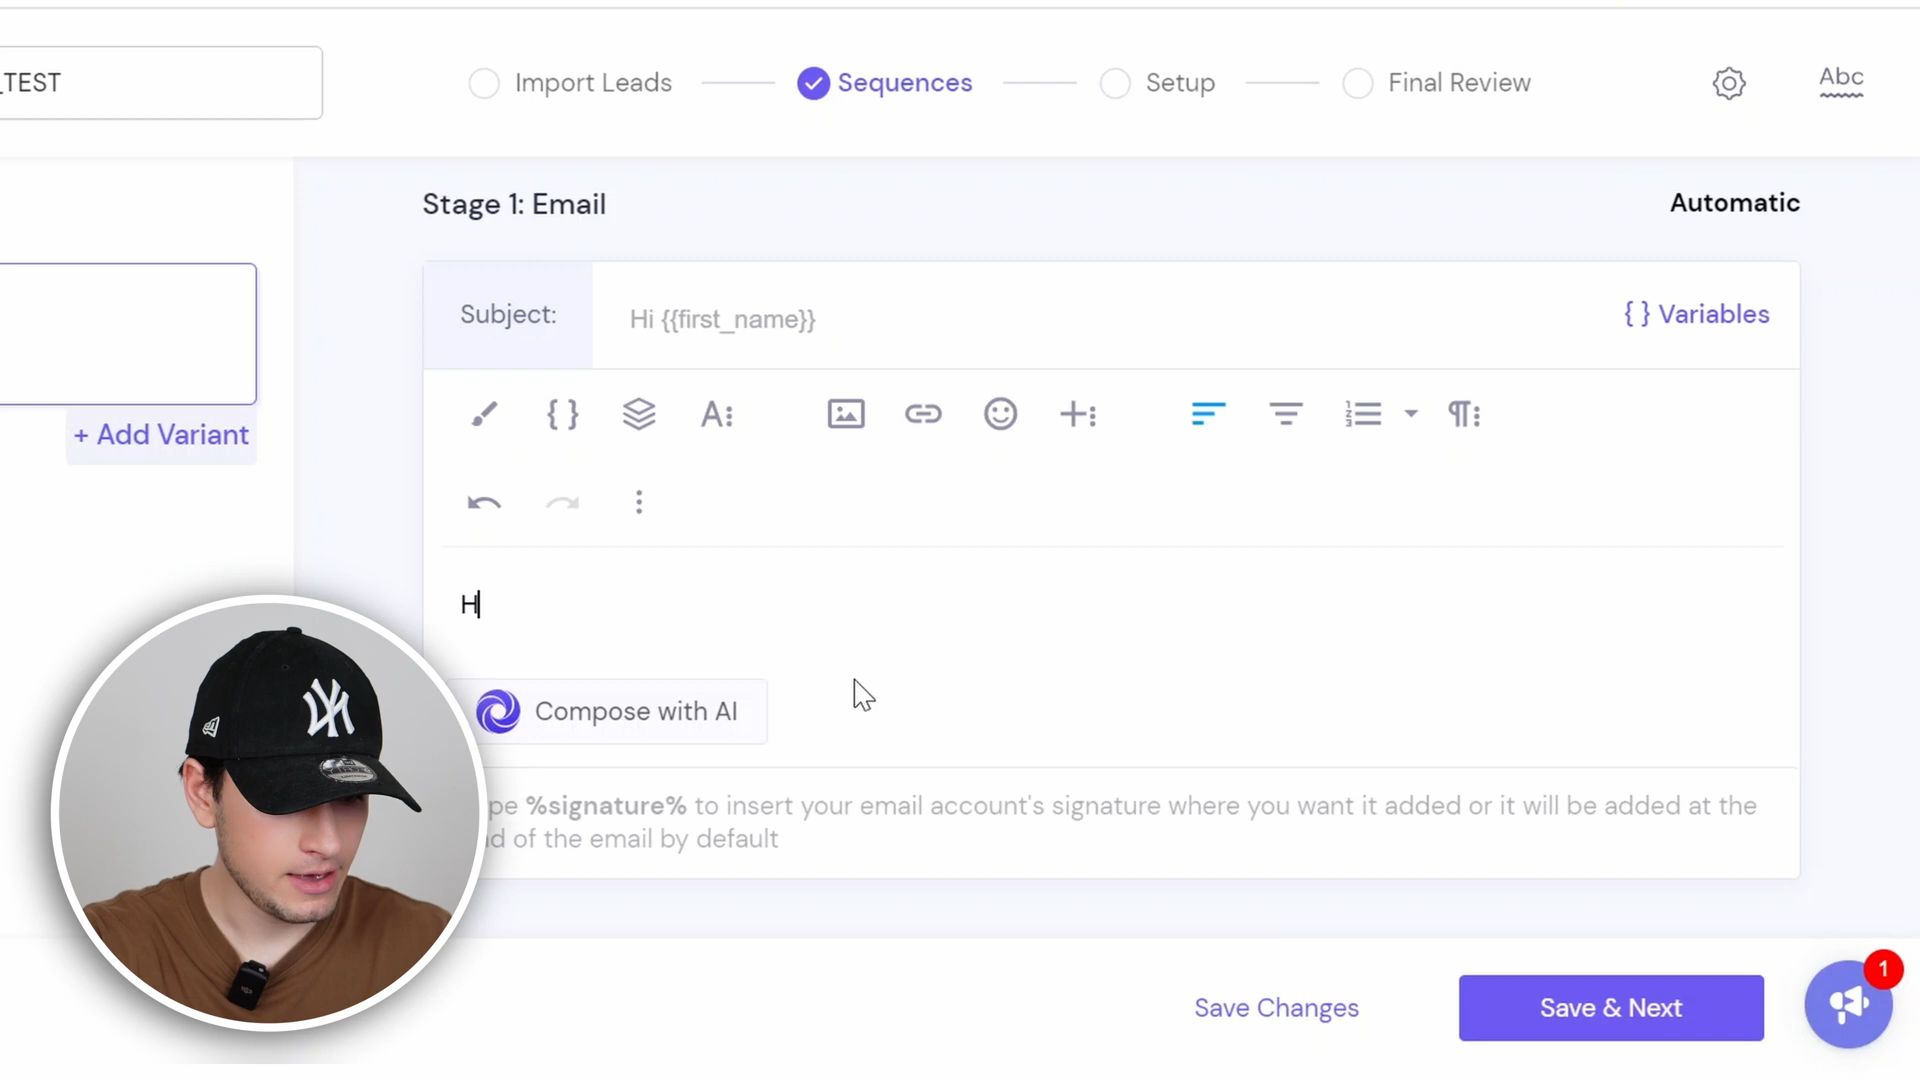 _TEST
Import Leads
Sequences
Setup
Final Review
Abc
Stage 1: Email
Automatic
Subject:
Hi {{first_name}}
{ } Variables
+ Add Variant
H
Compose with AI
pe %signature% to insert your email account's signature where you want it added or it will be added at the
d of the email by default
Save Changes
Save & Next
1
NY